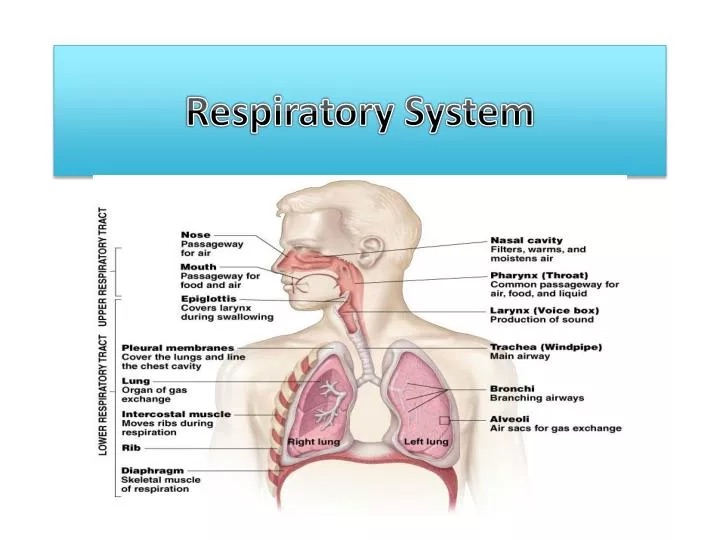 Respiratory System
UPPER RESPIRATORY TRACT
LOWER RESPIRATORY TRACT
Nose
Passageway
for air
Mouth
Passageway for
food and air
Epiglottis
Covers larynx
during swallowing
Pleural membranes
Cover the lungs and line
the chest cavity
Lung
Organ of gas
exchange
Intercostal muscle
Moves ribs during
respiration
Rib
Diaphragm
Skeletal muscle
of respiration
Right lung
Left lung
Nasal cavity
Filters, warms, and
moistens air
Pharynx (Throat)
Common passageway for
air, food, and liquid
Larynx (Voice box)
Production of sound
Trachea (Windpipe)
Main airway
Bronchi
Branching airways
Alveoli
Air sacs for gas exchange